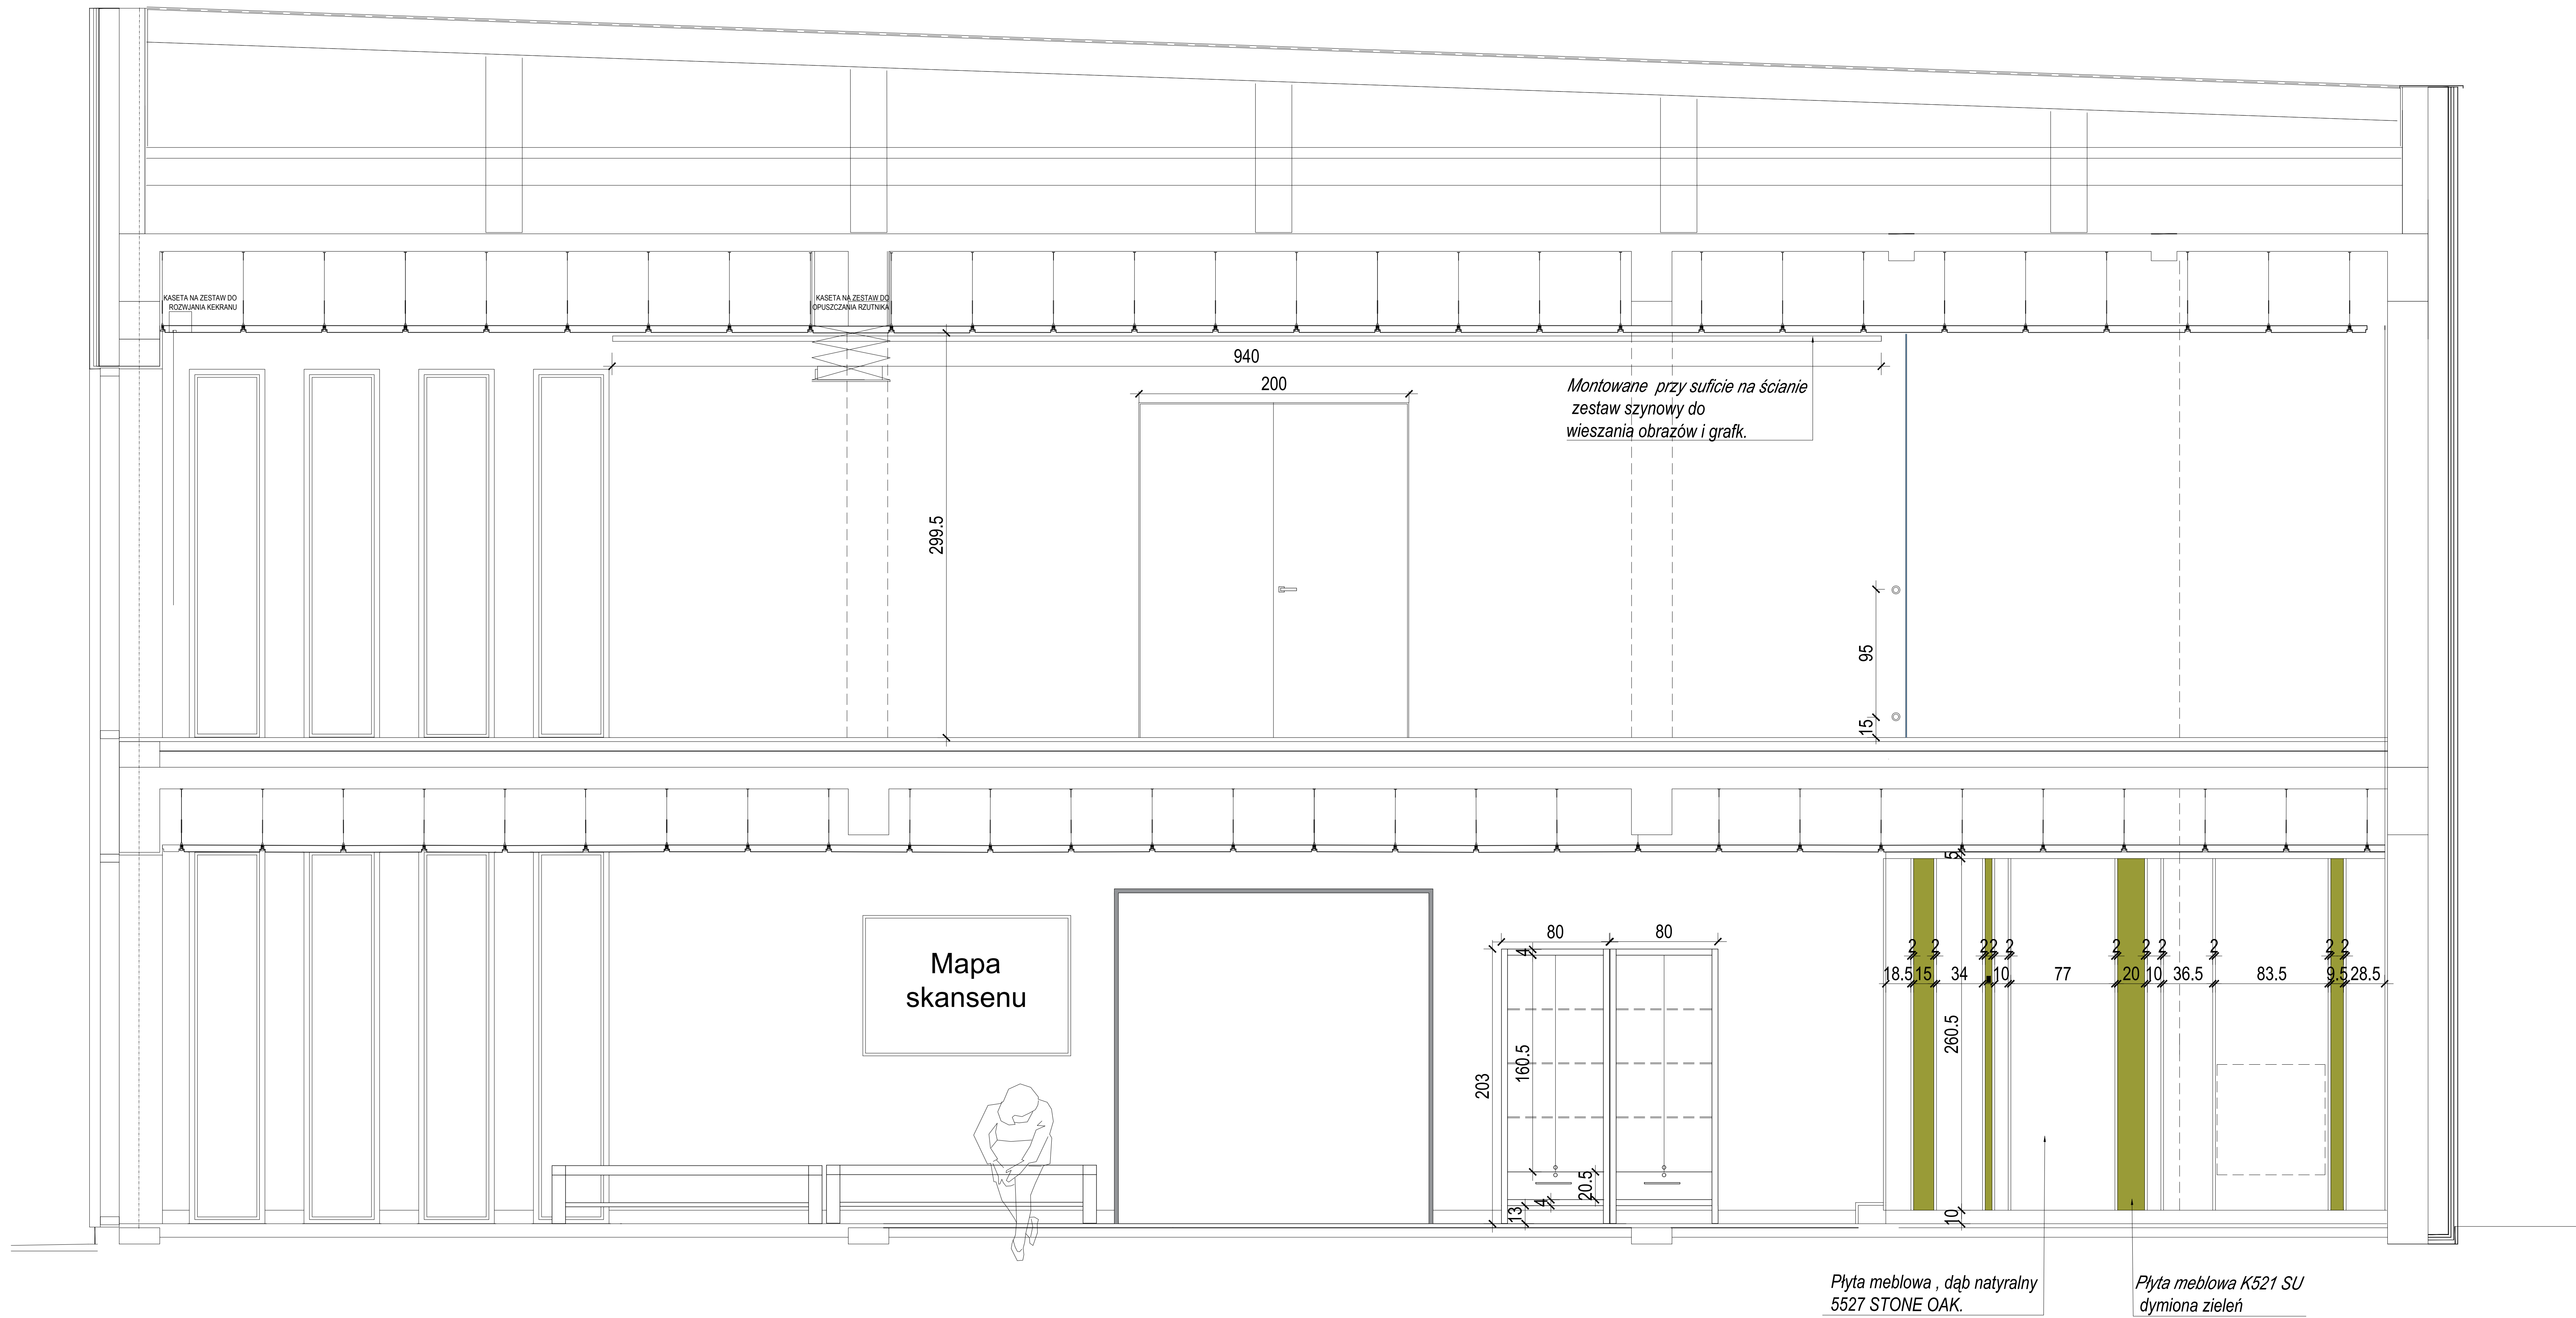 KASETA NA ZESTAW DO
ROZWJANIA KEKRANU
KASETA NA ZESTAW DO
OPUSZCZANIA RZUTNIKA
940
200
Montowane przy suficie na ścianie
zestaw szynowy do
wieszania obrazów i grafk.
299.5
95
15
Mapa
skansenu
80
80
4
160.5
203
20.5
4
13
5
2 2 2 2 2 2 2 2 2 2 2
18.5 15 34 10 77 20 10 36.5 83.5 9.5 28.5
260.5
10
Płyta meblowa , dąb natyralny
5527 STONE OAK.
Płyta meblowa K521 SU
dymiona zieleń